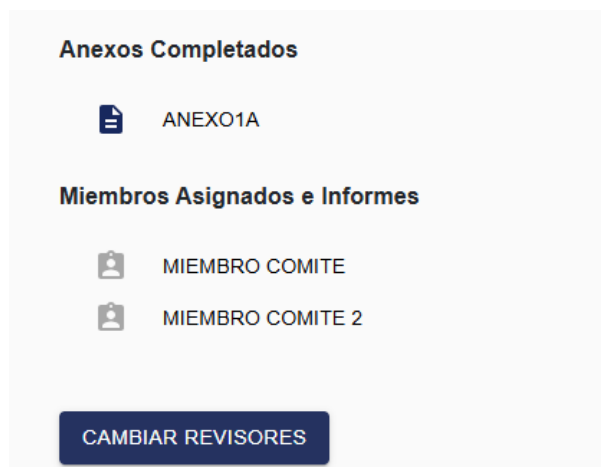 Anexos Completados
ANEXO1A
Miembros Asignados e Informes
MIEMBRO COMITE
MIEMBRO COMITE 2
CAMBIAR REVISORES